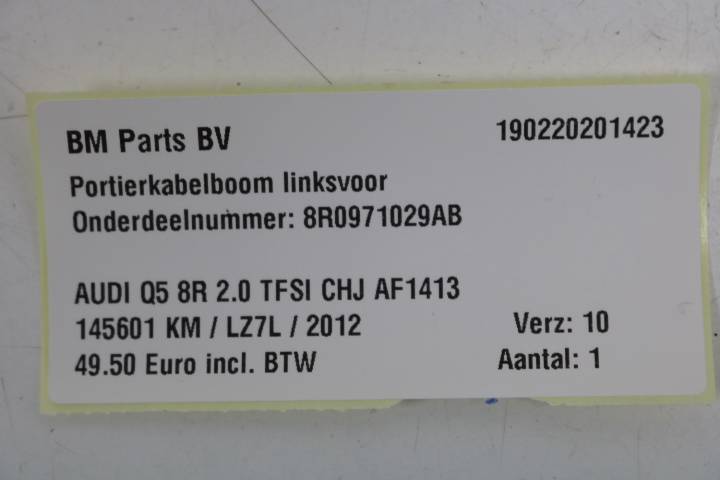 BM Parts BV 190220201423
Portierkabelboom linksvoor
Onderdeelnummer: 8R0971029AB
AUDI Q5 8R 2.0 TFSI CHJ AF1413
145601 KM / LZ7L / 2012 Verz: 10
49.50 Euro incl. BTW Aantal: 1